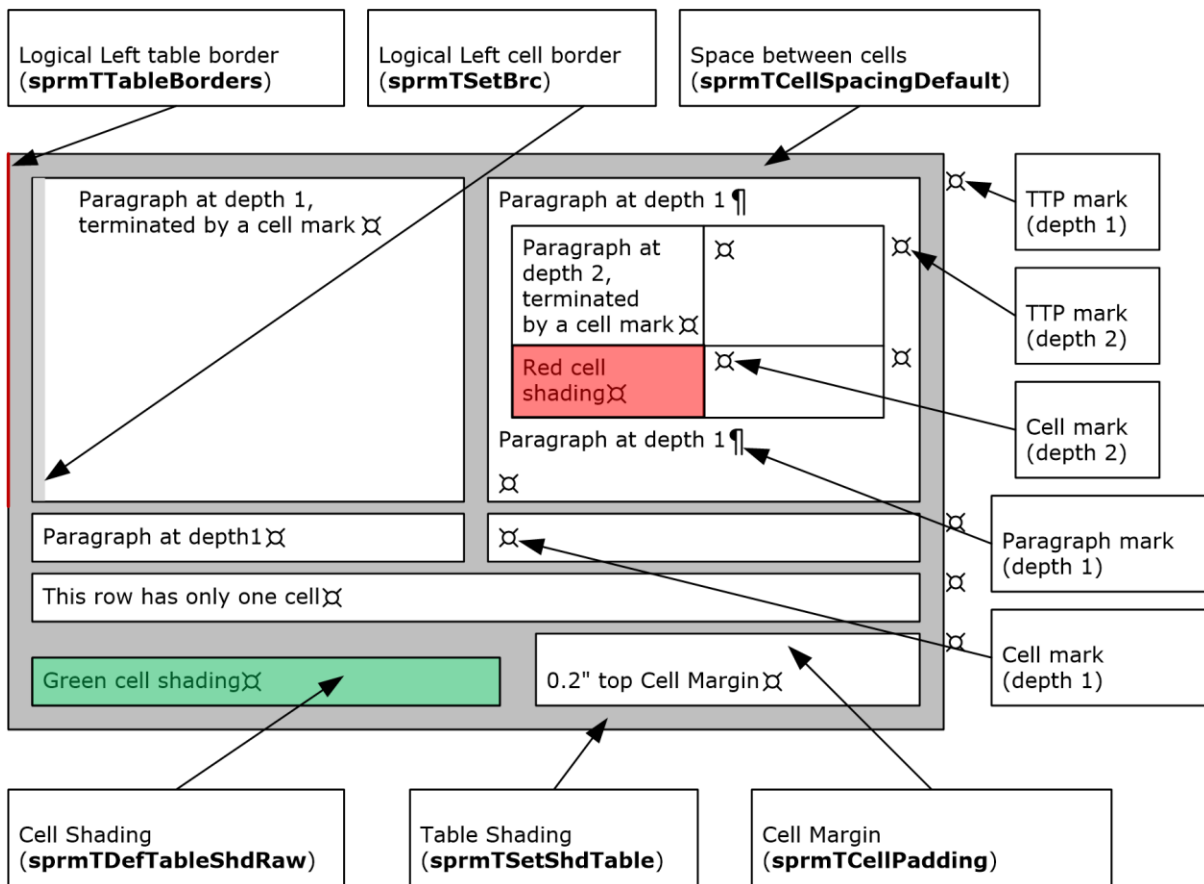 Logical Left table border
(sprmTTableBorders)
Logical Left cell border
(sprmTSetBrc)
Space between cells
(sprmTCellSpacingDefault)
Paragraph at depth 1,
terminated by a cell mark ¤
Paragraph at depth 1 ¶
Paragraph at
depth 2,
terminated
by a cell mark ¤
¤
¤
Red cell
shading¤
¤
¤
Paragraph at depth 1 ¶
¤
¤
TTP mark
(depth 1)
TTP mark
(depth 2)
Cell mark
(depth 2)
Paragraph mark
(depth 1)
Cell mark
(depth 1)
Paragraph at depth1¤
¤
¤
This row has only one cell¤
¤
Green cell shading¤
0.2" top Cell Margin¤
¤
Cell Shading
(sprmTDefTableShdRaw)
Table Shading
(sprmTSetShdTable)
Cell Margin
(sprmTCellPadding)